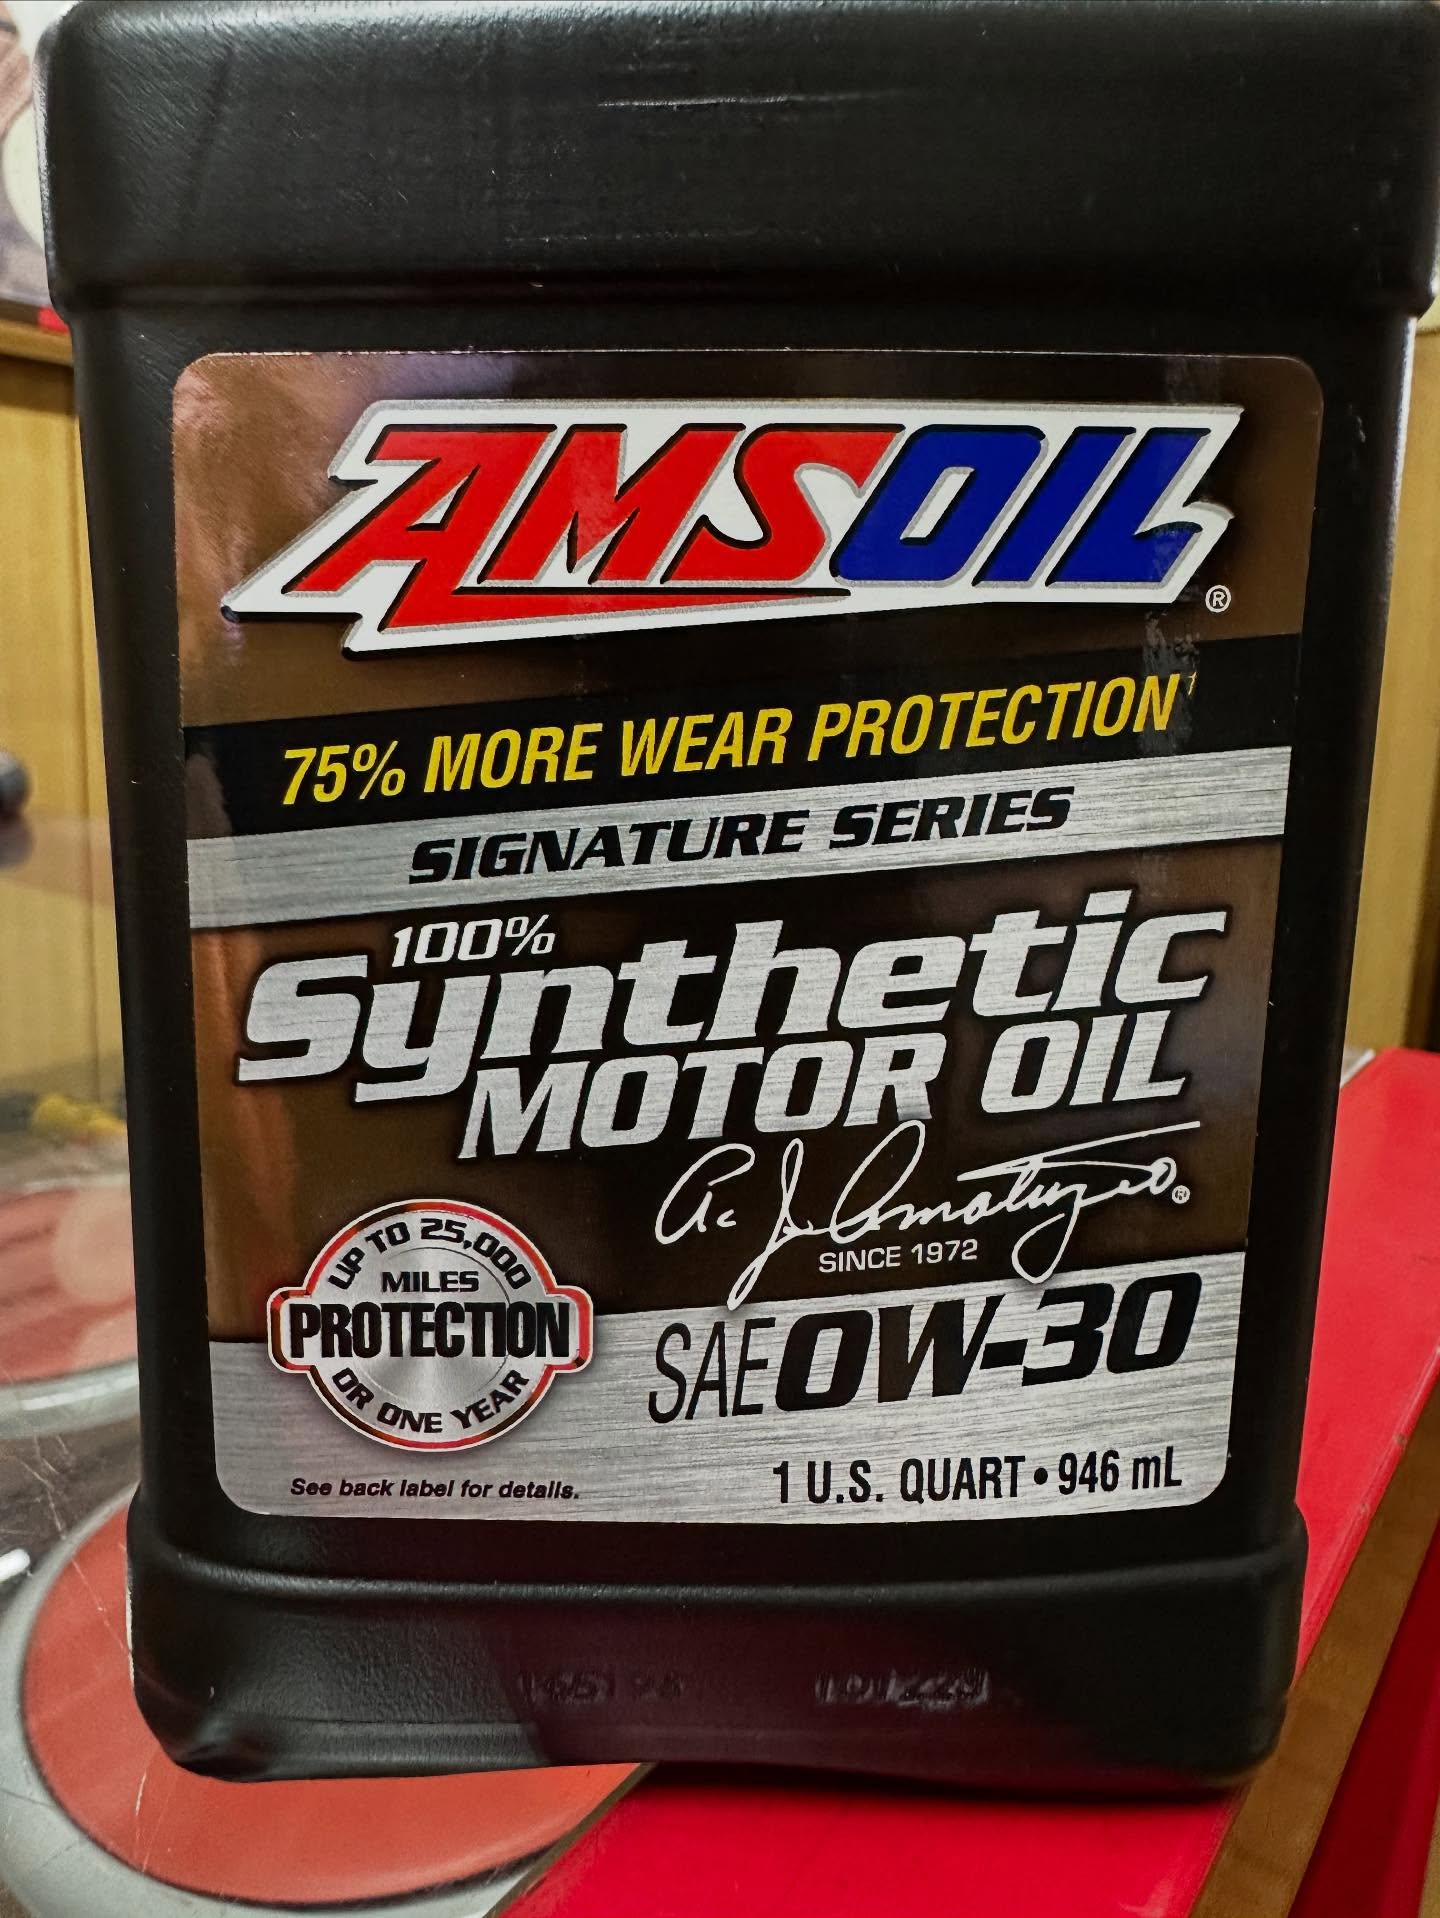 AMSOIL®
75% MORE WEAR PROTECTION†
SIGNATURE SERIES
100%
Synthetic
MOTOR OIL
A. J. Amatuzio®
SINCE 1972
UP TO 25,000
MILES
PROTECTION
OR ONE YEAR
SAE 0W-30
See back label for details.
1 U.S. QUART • 946 mL